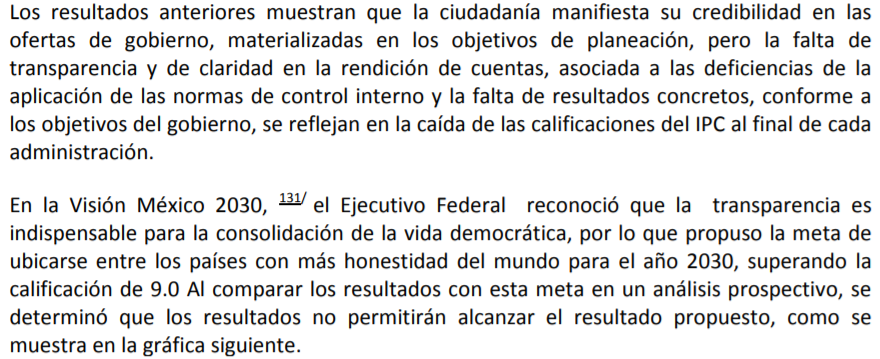 Los resultados anteriores muestran que la ciudadanía manifiesta su credibilidad en las
ofertas de gobierno, materializadas en los objetivos de planeación, pero la falta de
transparencia y de claridad en la rendición de cuentas, asociada a las deficiencias de la
aplicación de las normas de control interno y la falta de resultados concretos, conforme a
los objetivos del gobierno, se reflejan en la caída de las calificaciones del IPC al final de cada
administración.
En la Visión México 2030, 131/ el Ejecutivo Federal reconoció que la transparencia es
indispensable para la consolidación de la vida democrática, por lo que propuso la meta de
ubicarse entre los países con más honestidad del mundo para el año 2030, superando la
calificación de 9.0 Al comparar los resultados con esta meta en un análisis prospectivo, se
determinó que los resultados no permitirán alcanzar el resultado propuesto, como se
muestra en la gráfica siguiente.